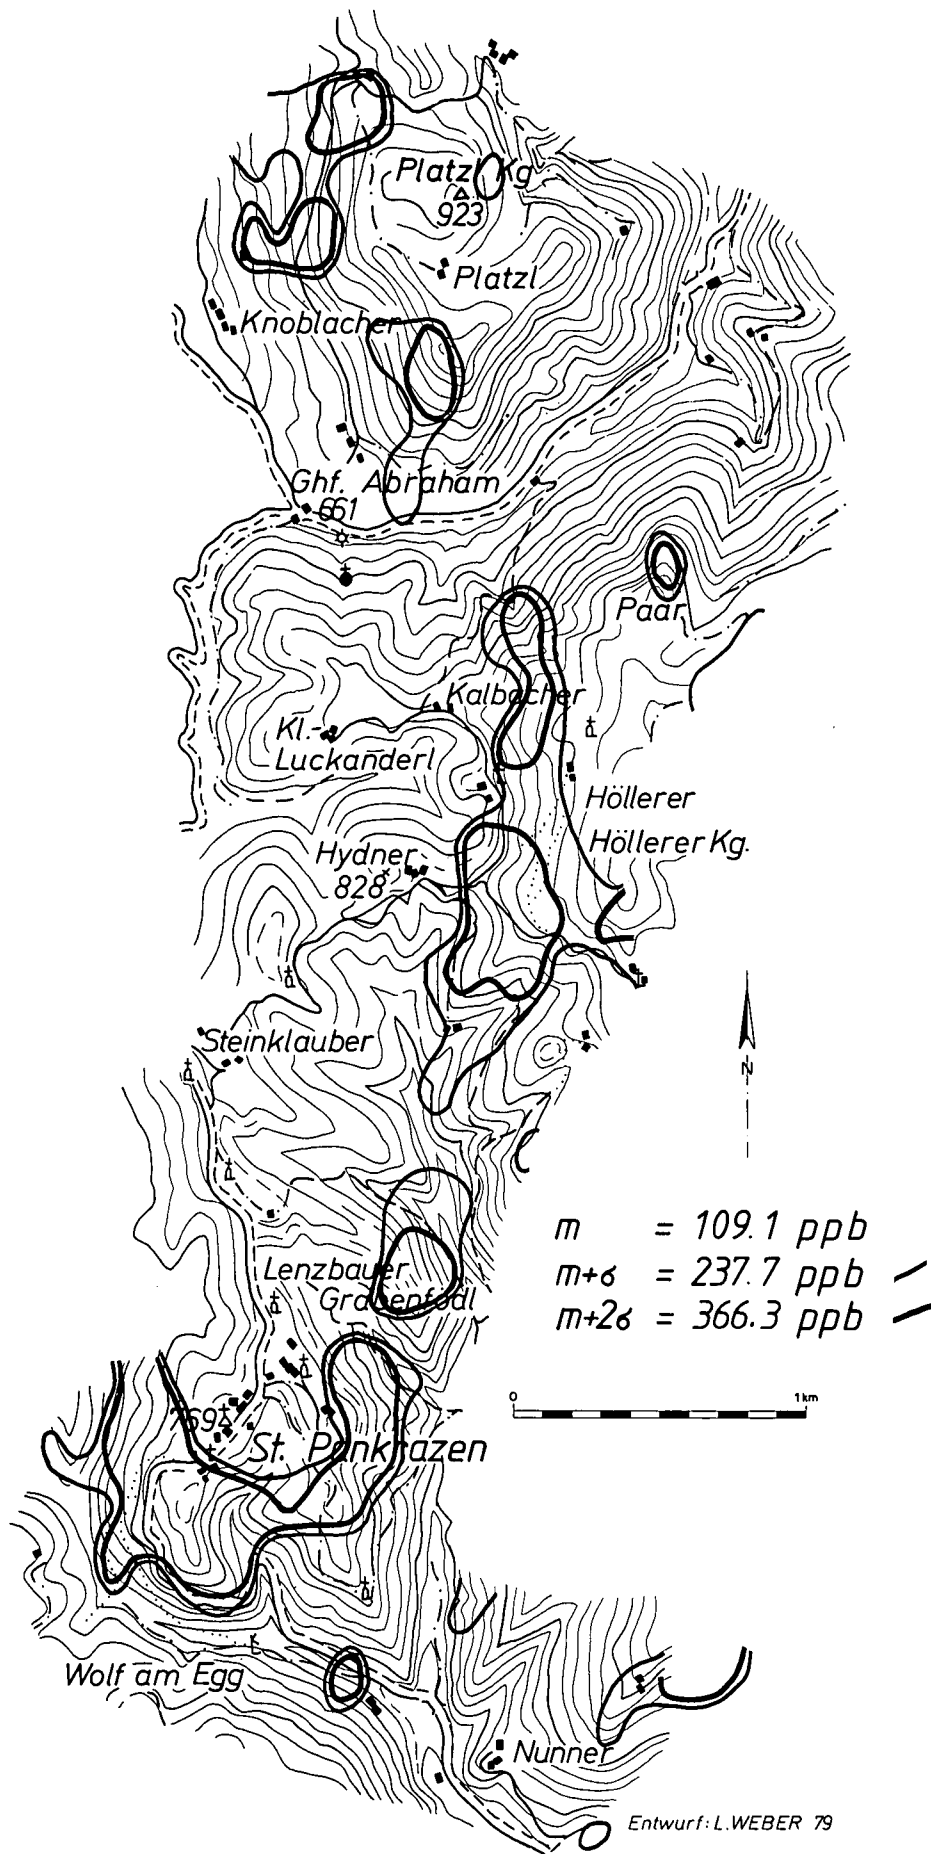 Platzl Kg
923
Platzl
Knoblacher
Ghf. Abraham
661
Paar
Kalbacher
Kl.-
Luckanderl
Höllerer
Höllerer Kg.
Hydner
828
Steinklauber
N
m = 109.1 ppb
m+σ = 237.7 ppb
m+2σ = 366.3 ppb
Lenzbauer
Grabenfodl
0 1km
769
St. Pankrazen
Wolf am Egg
Nunner
Entwurf: L. WEBER 79